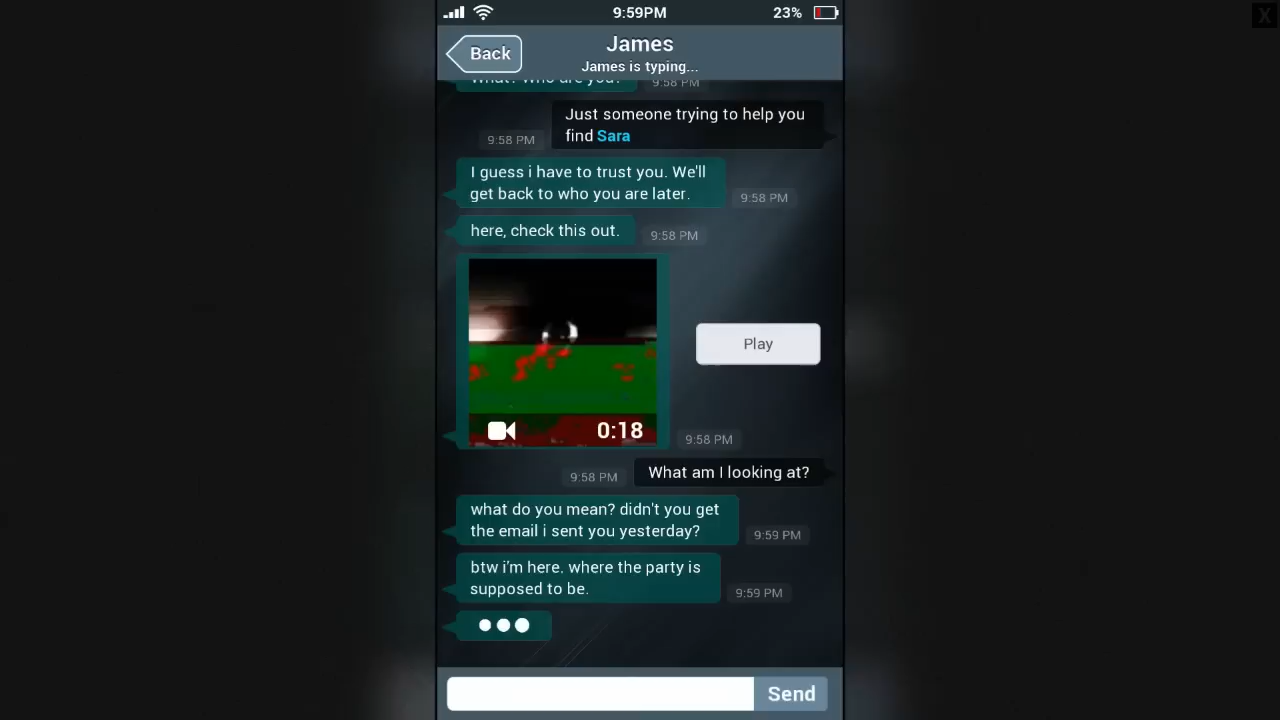 9:59PM
23%
Back
James
James is typing...
What? Who are you?
9:58 PM
Just someone trying to help you
find Sara
9:58 PM
I guess i have to trust you. We'll
get back to who you are later.
9:58 PM
here, check this out.
9:58 PM
Play
0:18
9:58 PM
What am I looking at?
9:58 PM
what do you mean? didn't you get
the email i sent you yesterday?
9:59 PM
btw i'm here. where the party is
supposed to be.
9:59 PM
Send
X